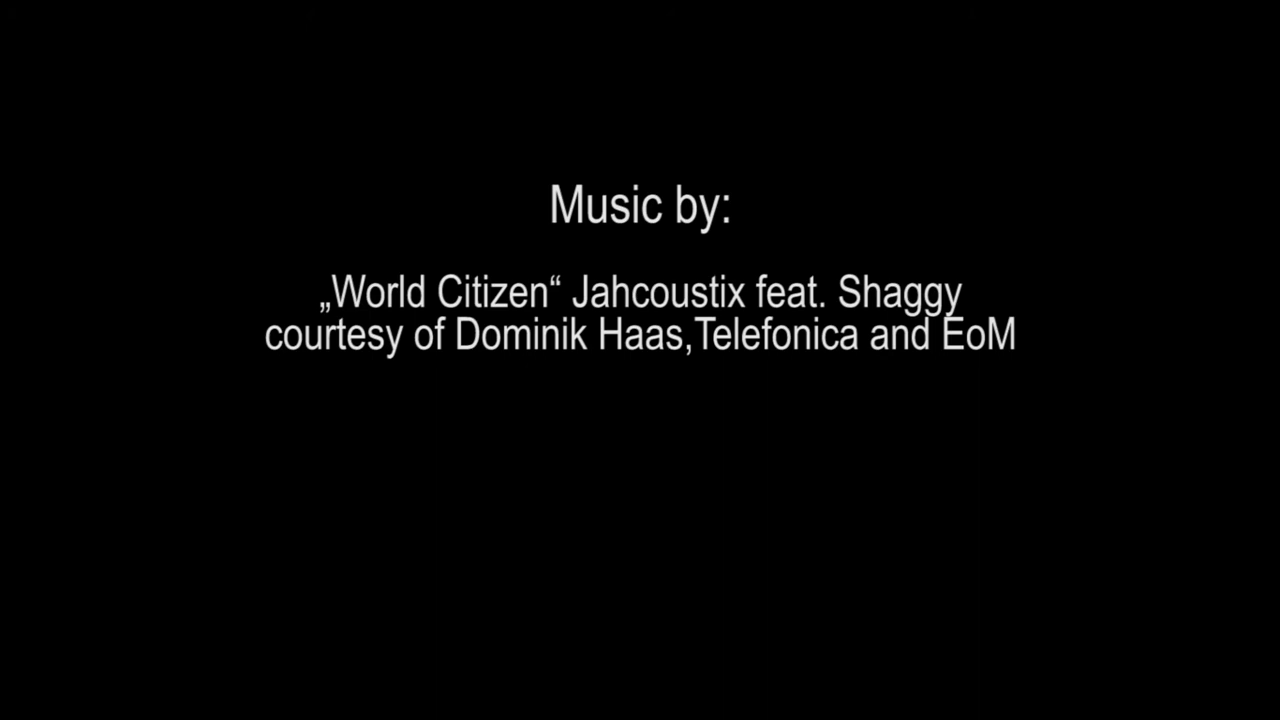 Music by:
„World Citizen“ Jahcoustix feat. Shaggy
courtesy of Dominik Haas,Telefonica and EoM